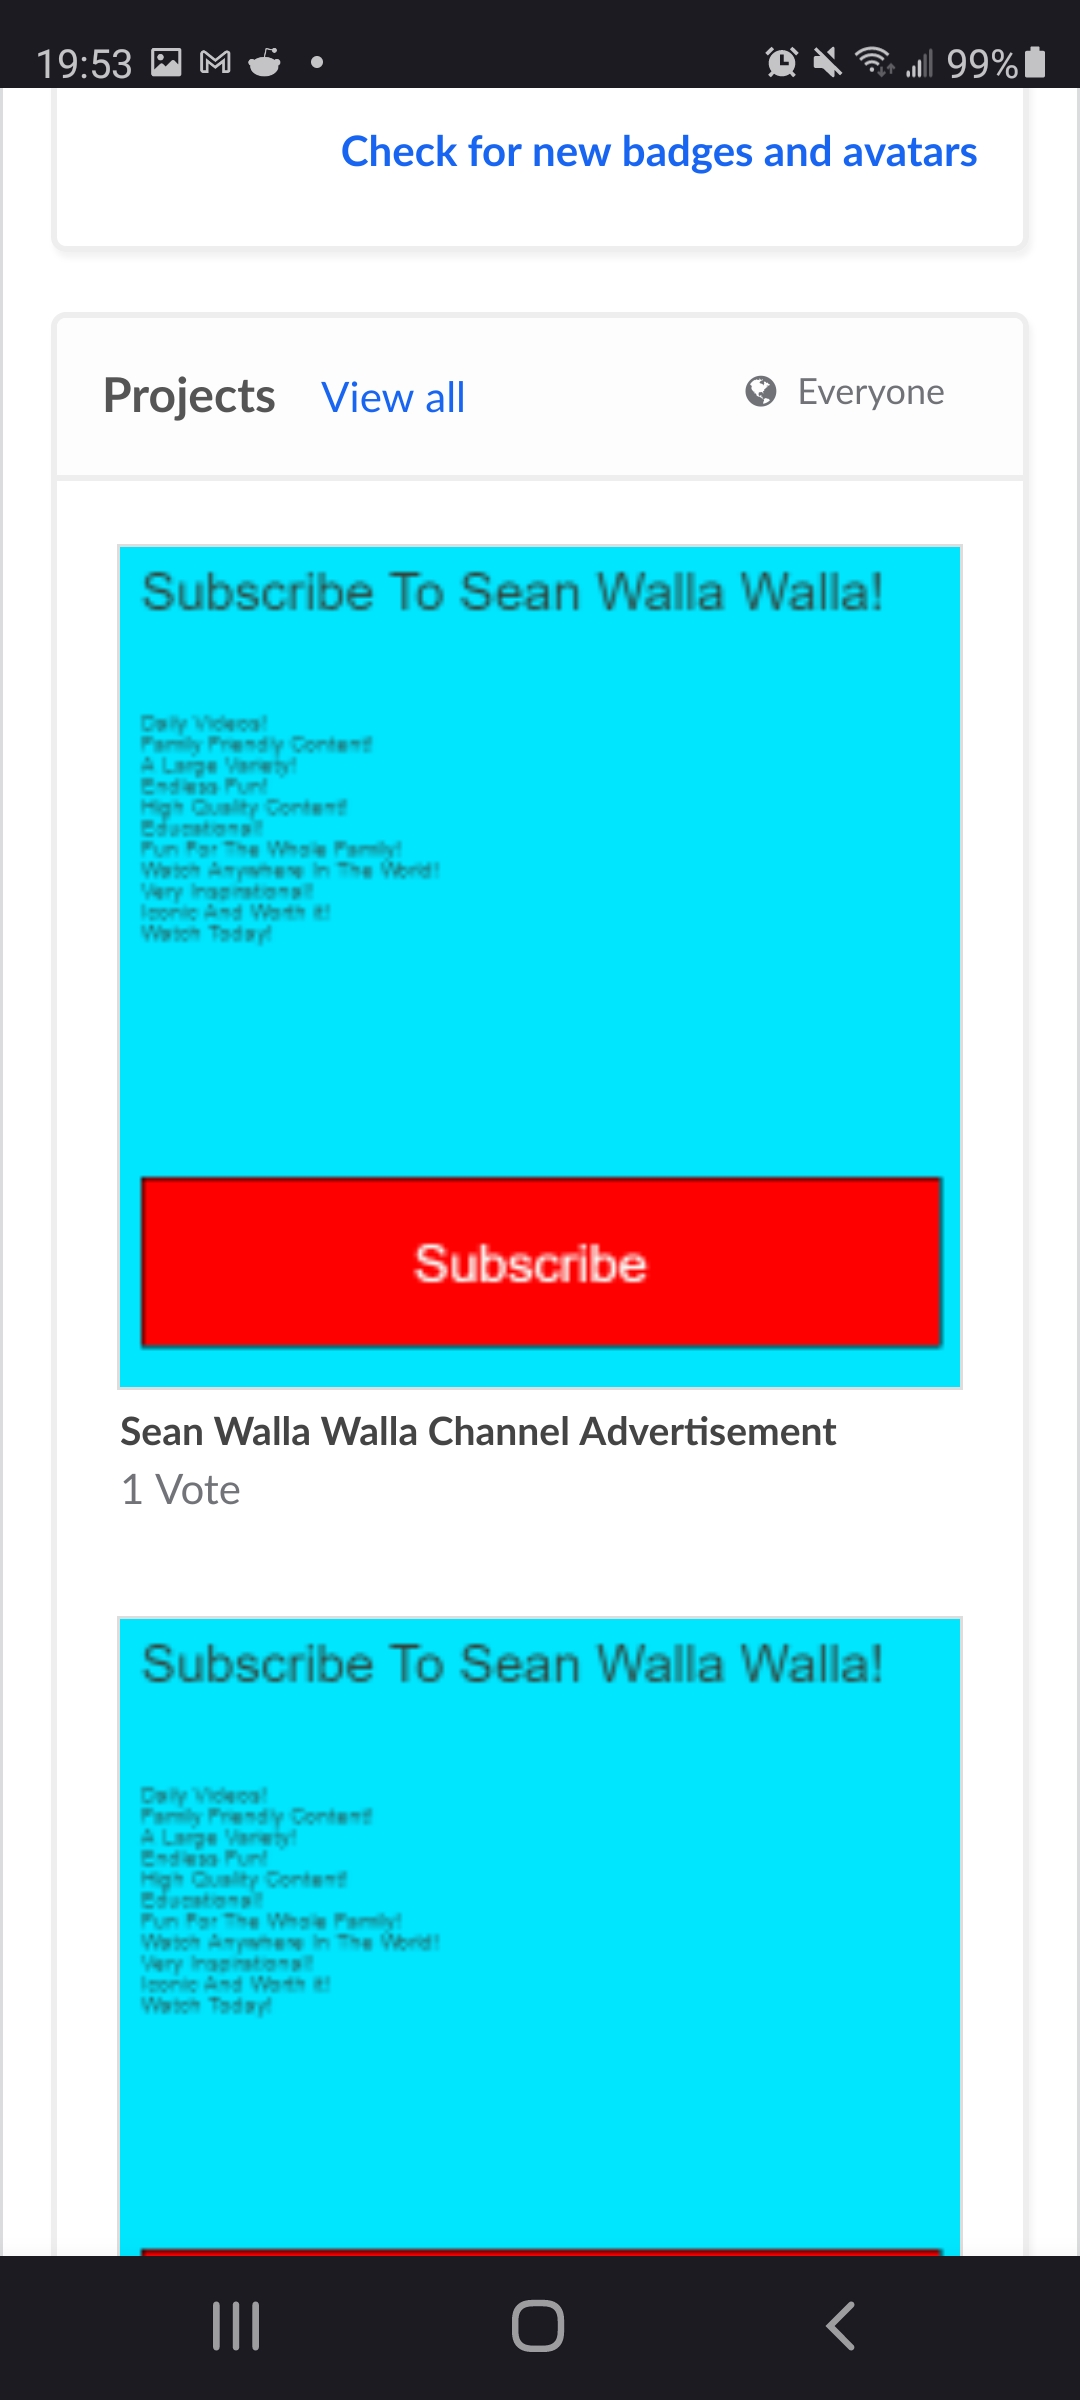 19:53
99%
Check for new badges and avatars
Projects View all Everyone
Subscribe To Sean Walla Walla!
Daily Videos!
Family Friendly Content!
A Large Variety!
Endless Fun!
High Quality Content!
Educational!
Fun For The Whole Family!
Watch Anywhere In The World!
Very Inspirational!
Iconic And Worth it!
Watch Today!
Subscribe
Sean Walla Walla Channel Advertisement
1 Vote
Subscribe To Sean Walla Walla!
Daily Videos!
Family Friendly Content!
A Large Variety!
Endless Fun!
High Quality Content!
Educational!
Fun For The Whole Family!
Watch Anywhere In The World!
Very Inspirational!
Iconic And Worth it!
Watch Today!